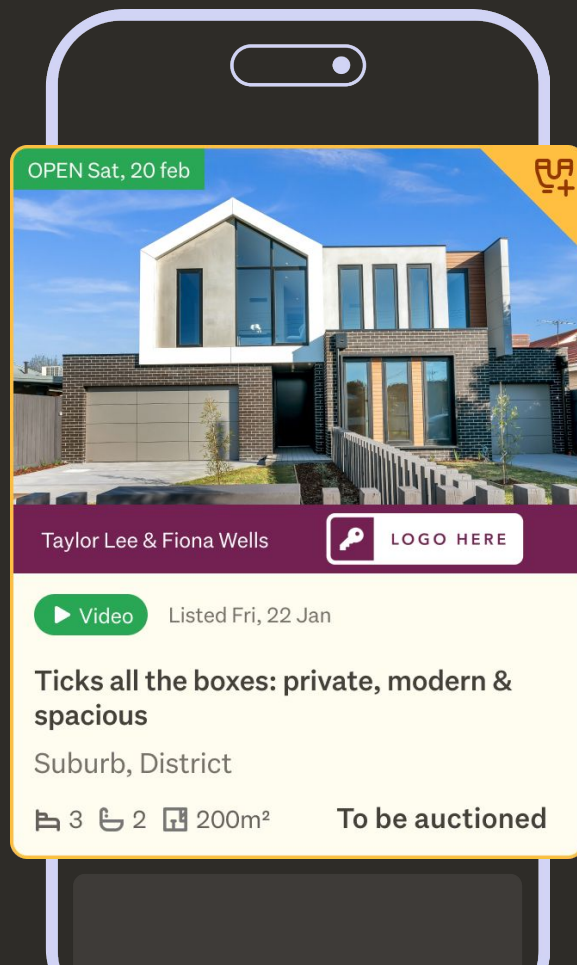 OPEN Sat, 20 feb
Taylor Lee & Fiona Wells
LOGO HERE
Video
Listed Fri, 22 Jan
Ticks all the boxes: private, modern &
spacious
Suburb, District
3 2 200m²
To be auctioned